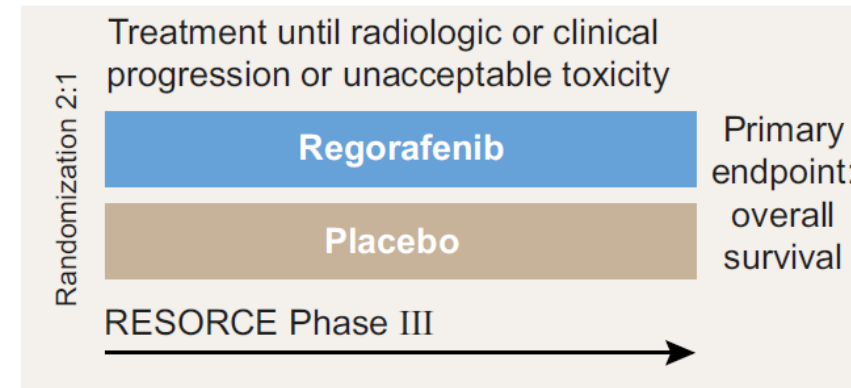 Treatment until radiologic or clinical
progression or unacceptable toxicity
Randomization 2:1
Regorafenib
Placebo
Primary
endpoint:
overall
survival
RESORCE Phase III